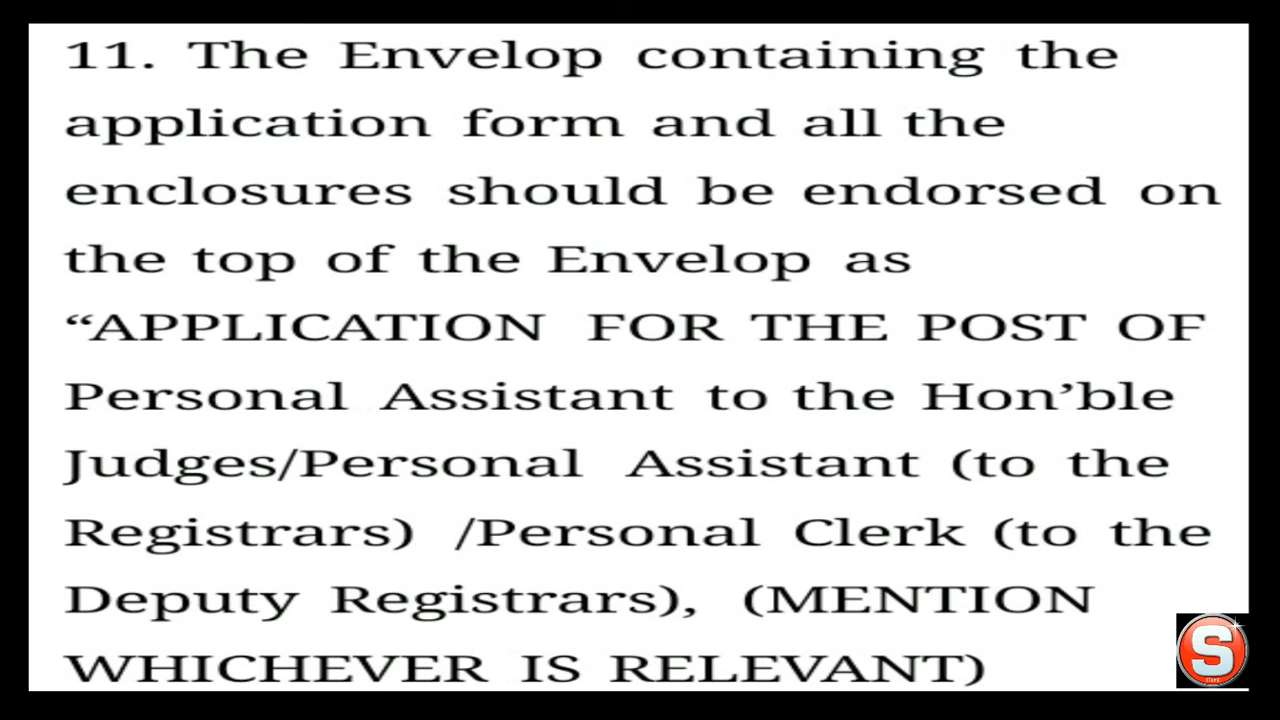 11. The Envelop containing the
application form and all the
enclosures should be endorsed on
the top of the Envelop as
“APPLICATION FOR THE POST OF
Personal Assistant to the Hon’ble
Judges/Personal Assistant (to the
Registrars) /Personal Clerk (to the
Deputy Registrars), (MENTION
WHICHEVER IS RELEVANT)
S